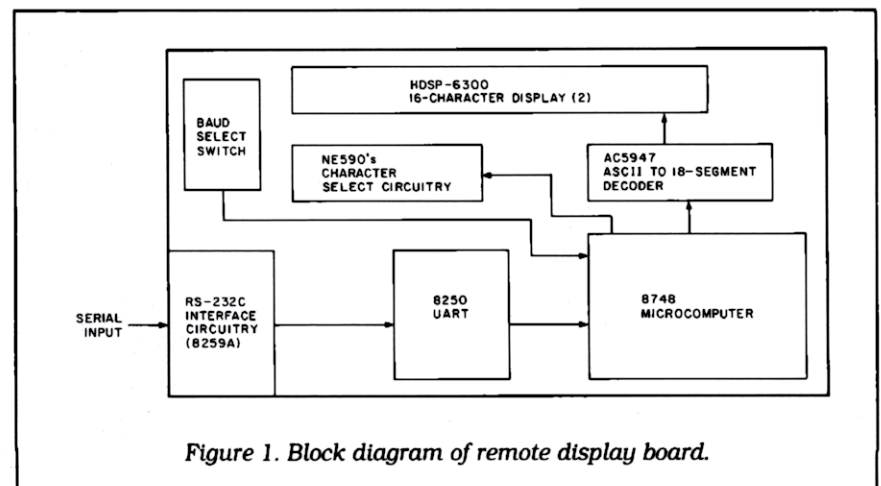 HDSP-6300
16-CHARACTER DISPLAY (2)
BAUD
SELECT
SWITCH
NE590's
CHARACTER
SELECT CIRCUITRY
AC5947
ASCII TO 18-SEGMENT
DECODER
SERIAL
INPUT
RS-232C
INTERFACE
CIRCUITRY
(8259A)
8250
UART
8748
MICROCOMPUTER
Figure 1. Block diagram of remote display board.